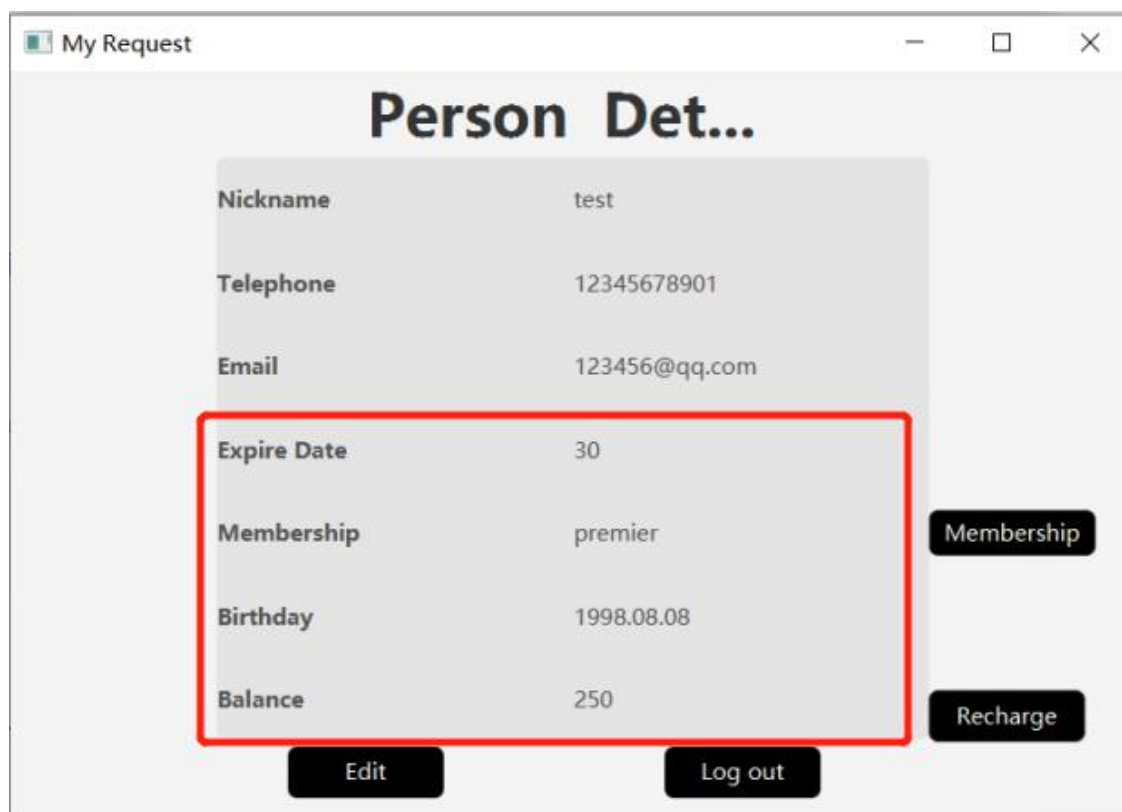 My Request
Person Det...
Nickname test
Telephone 12345678901
Email 123456@qq.com
Expire Date 30
Membership premier Membership
Birthday 1998.08.08
Balance 250
Recharge
Edit Log out